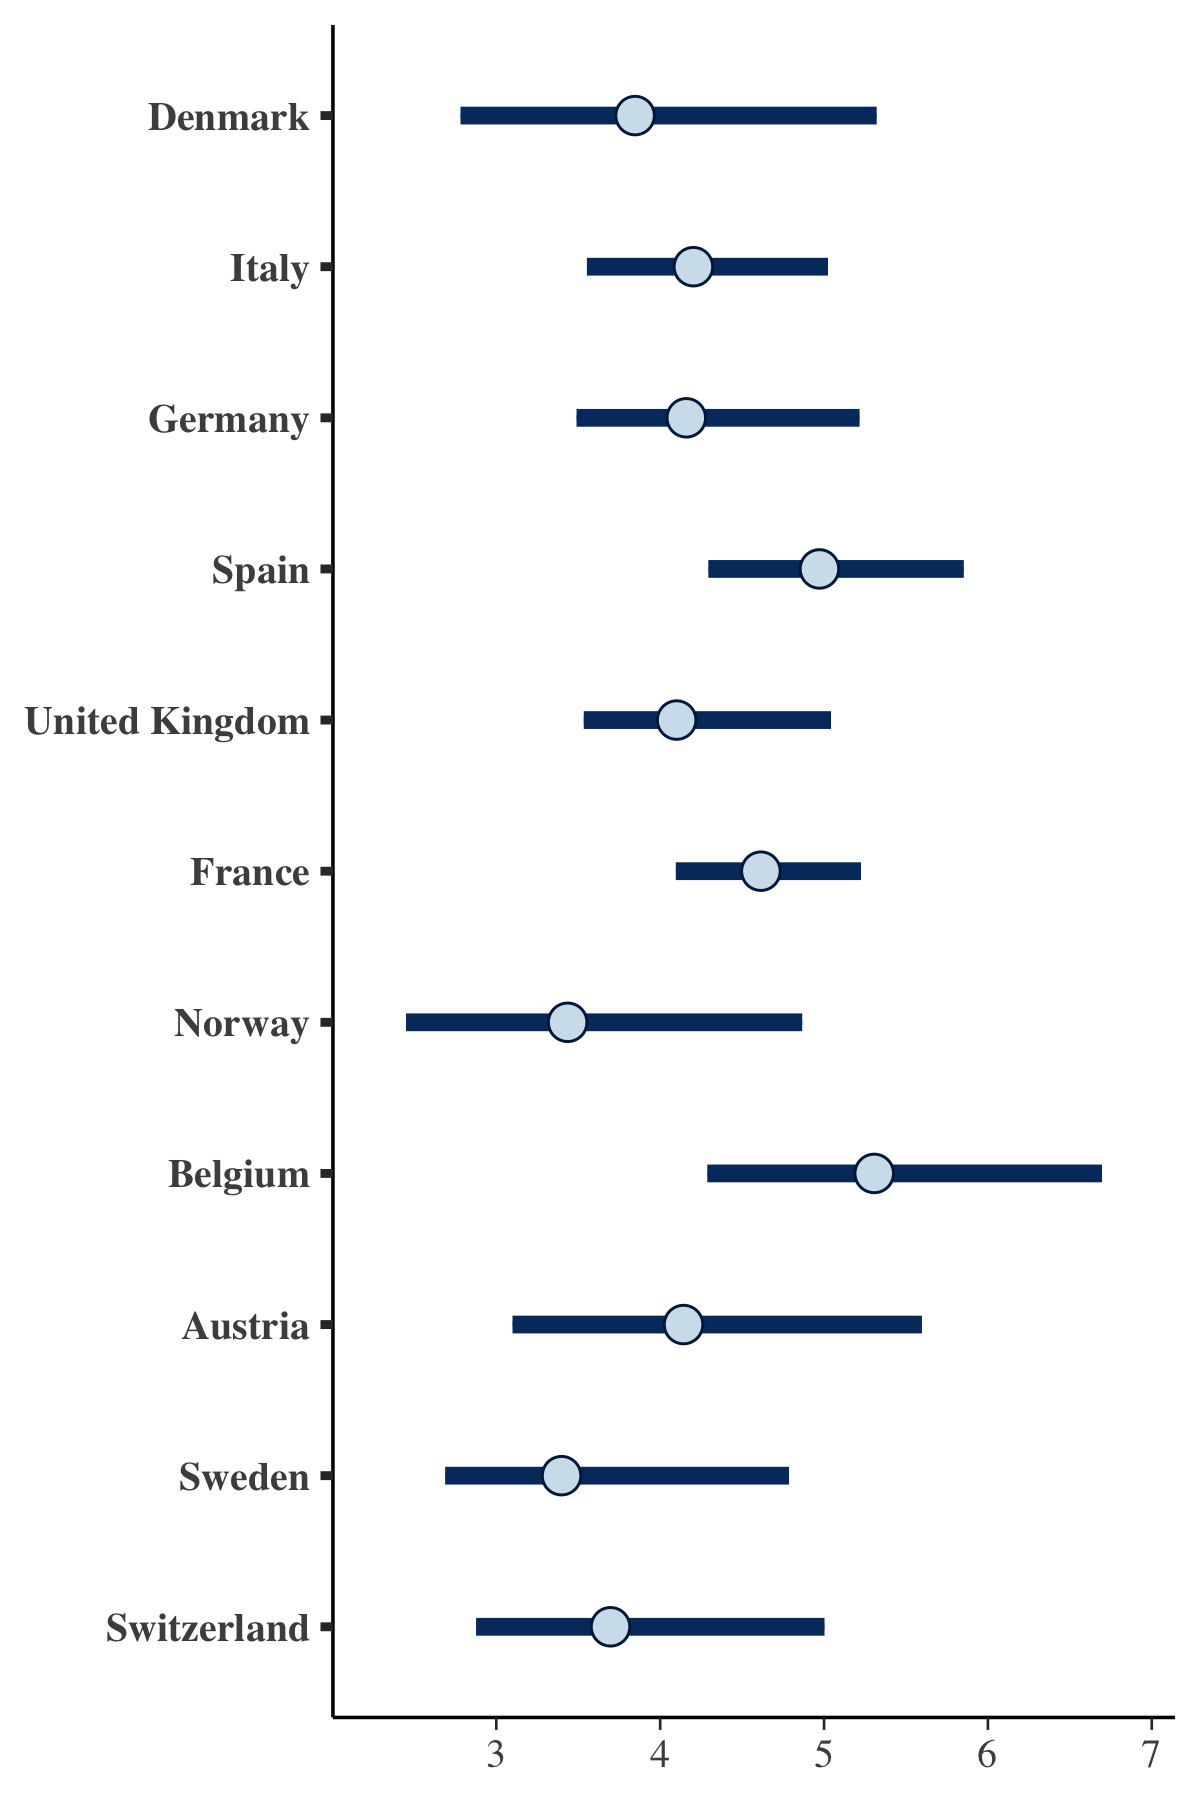 Denmark
Italy
Germany
Spain
United Kingdom
France
Norway
Belgium
Austria
Sweden
Switzerland
3 4 5 6 7